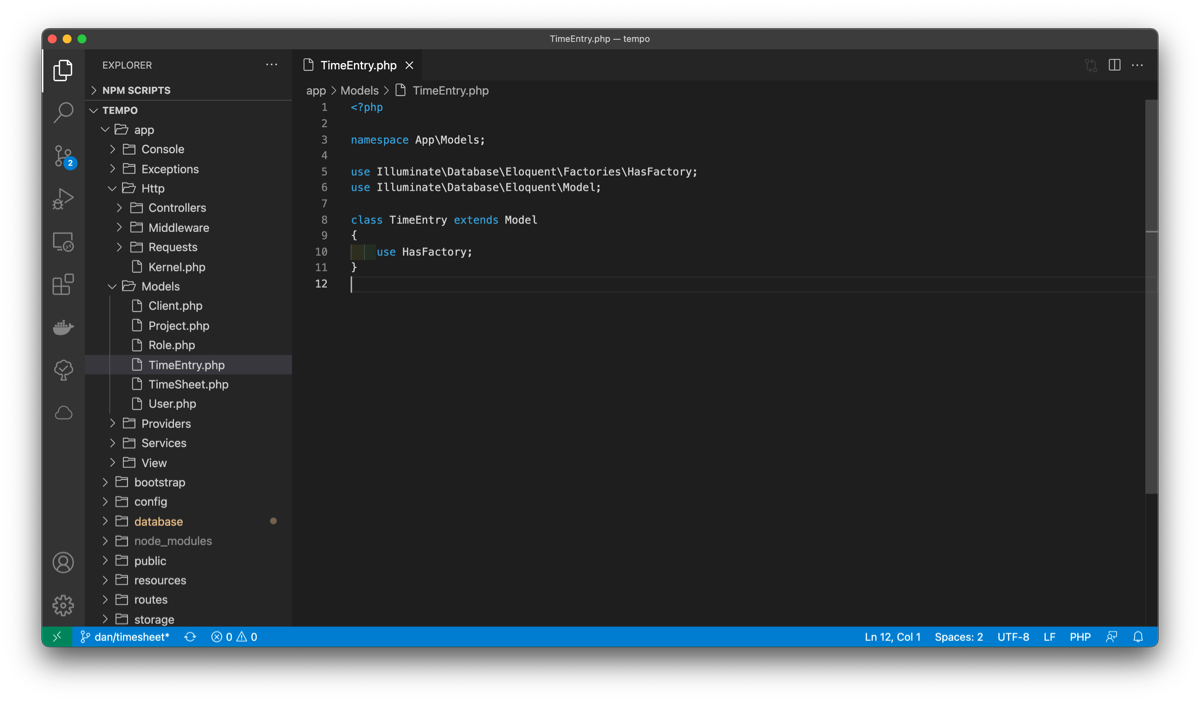 TimeEntry.php — tempo
EXPLORER
NPM SCRIPTS
TEMPO
app
Console
Exceptions
Http
Controllers
Middleware
Requests
Kernel.php
Models
Client.php
Project.php
Role.php
TimeEntry.php
TimeSheet.php
User.php
Providers
Services
View
bootstrap
config
database
node_modules
public
resources
routes
storage
2
TimeEntry.php
app > Models > TimeEntry.php
1 <?php
2
3 namespace App\Models;
4
5 use Illuminate\Database\Eloquent\Factories\HasFactory;
6 use Illuminate\Database\Eloquent\Model;
7
8 class TimeEntry extends Model
9 {
10 use HasFactory;
11 }
12
dan/timesheet* 0 0 Ln 12, Col 1 Spaces: 2 UTF-8 LF PHP